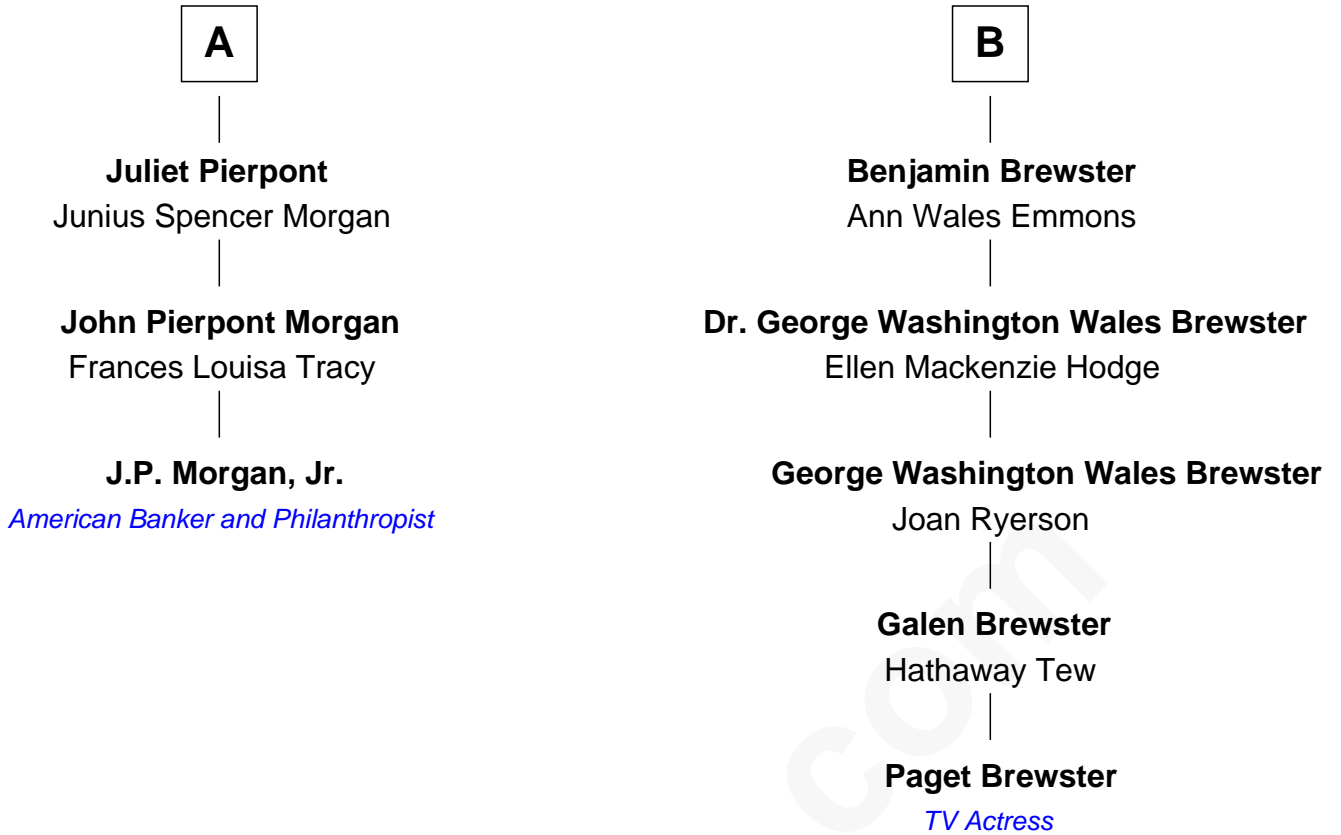 A
Juliet Pierpont
Junius Spencer Morgan
John Pierpont Morgan
Frances Louisa Tracy
J.P. Morgan, Jr.
American Banker and Philanthropist
B
Benjamin Brewster
Ann Wales Emmons
Dr. George Washington Wales Brewster
Ellen Mackenzie Hodge
George Washington Wales Brewster
Joan Ryerson
Galen Brewster
Hathaway Tew
Paget Brewster
TV Actress
com